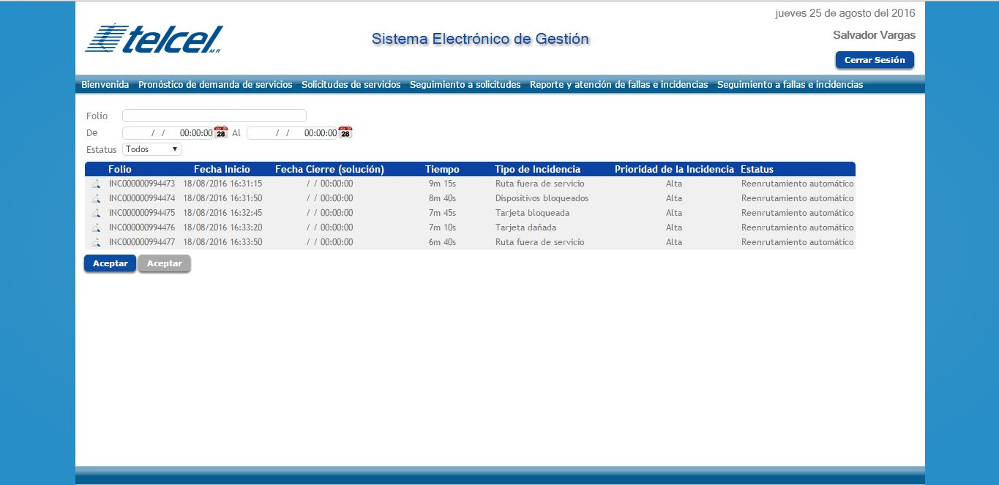 jueves 25 de agosto del 2016
telcel MR
Sistema Electrónico de Gestión
Salvador Vargas
Cerrar Sesión
Bienvenida Pronóstico de demanda de servicios Solicitudes de servicios Seguimiento a solicitudes Reporte y atención de fallas e incidencias Seguimiento a fallas e incidencias
Folio
De / / 00:00:00 28 Al / / 00:00:00 28
Estatus Todos
Folio Fecha Inicio Fecha Cierre (solución) Tiempo Tipo de Incidencia Prioridad de la Incidencia Estatus
INC000000994473 18/08/2016 16:31:15 / / 00:00:00 9m 15s Ruta fuera de servicio Alta Reenrutamiento automático
INC000000994474 18/08/2016 16:31:50 / / 00:00:00 8m 40s Dispositivos bloqueados Alta Reenrutamiento automático
INC000000994475 18/08/2016 16:32:45 / / 00:00:00 7m 45s Tarjeta bloqueada Alta Reenrutamiento automático
INC000000994476 18/08/2016 16:33:20 / / 00:00:00 7m 10s Tarjeta dañada Alta Reenrutamiento automático
INC000000994477 18/08/2016 16:33:50 / / 00:00:00 6m 40s Ruta fuera de servicio Alta Reenrutamiento automático
Aceptar Aceptar